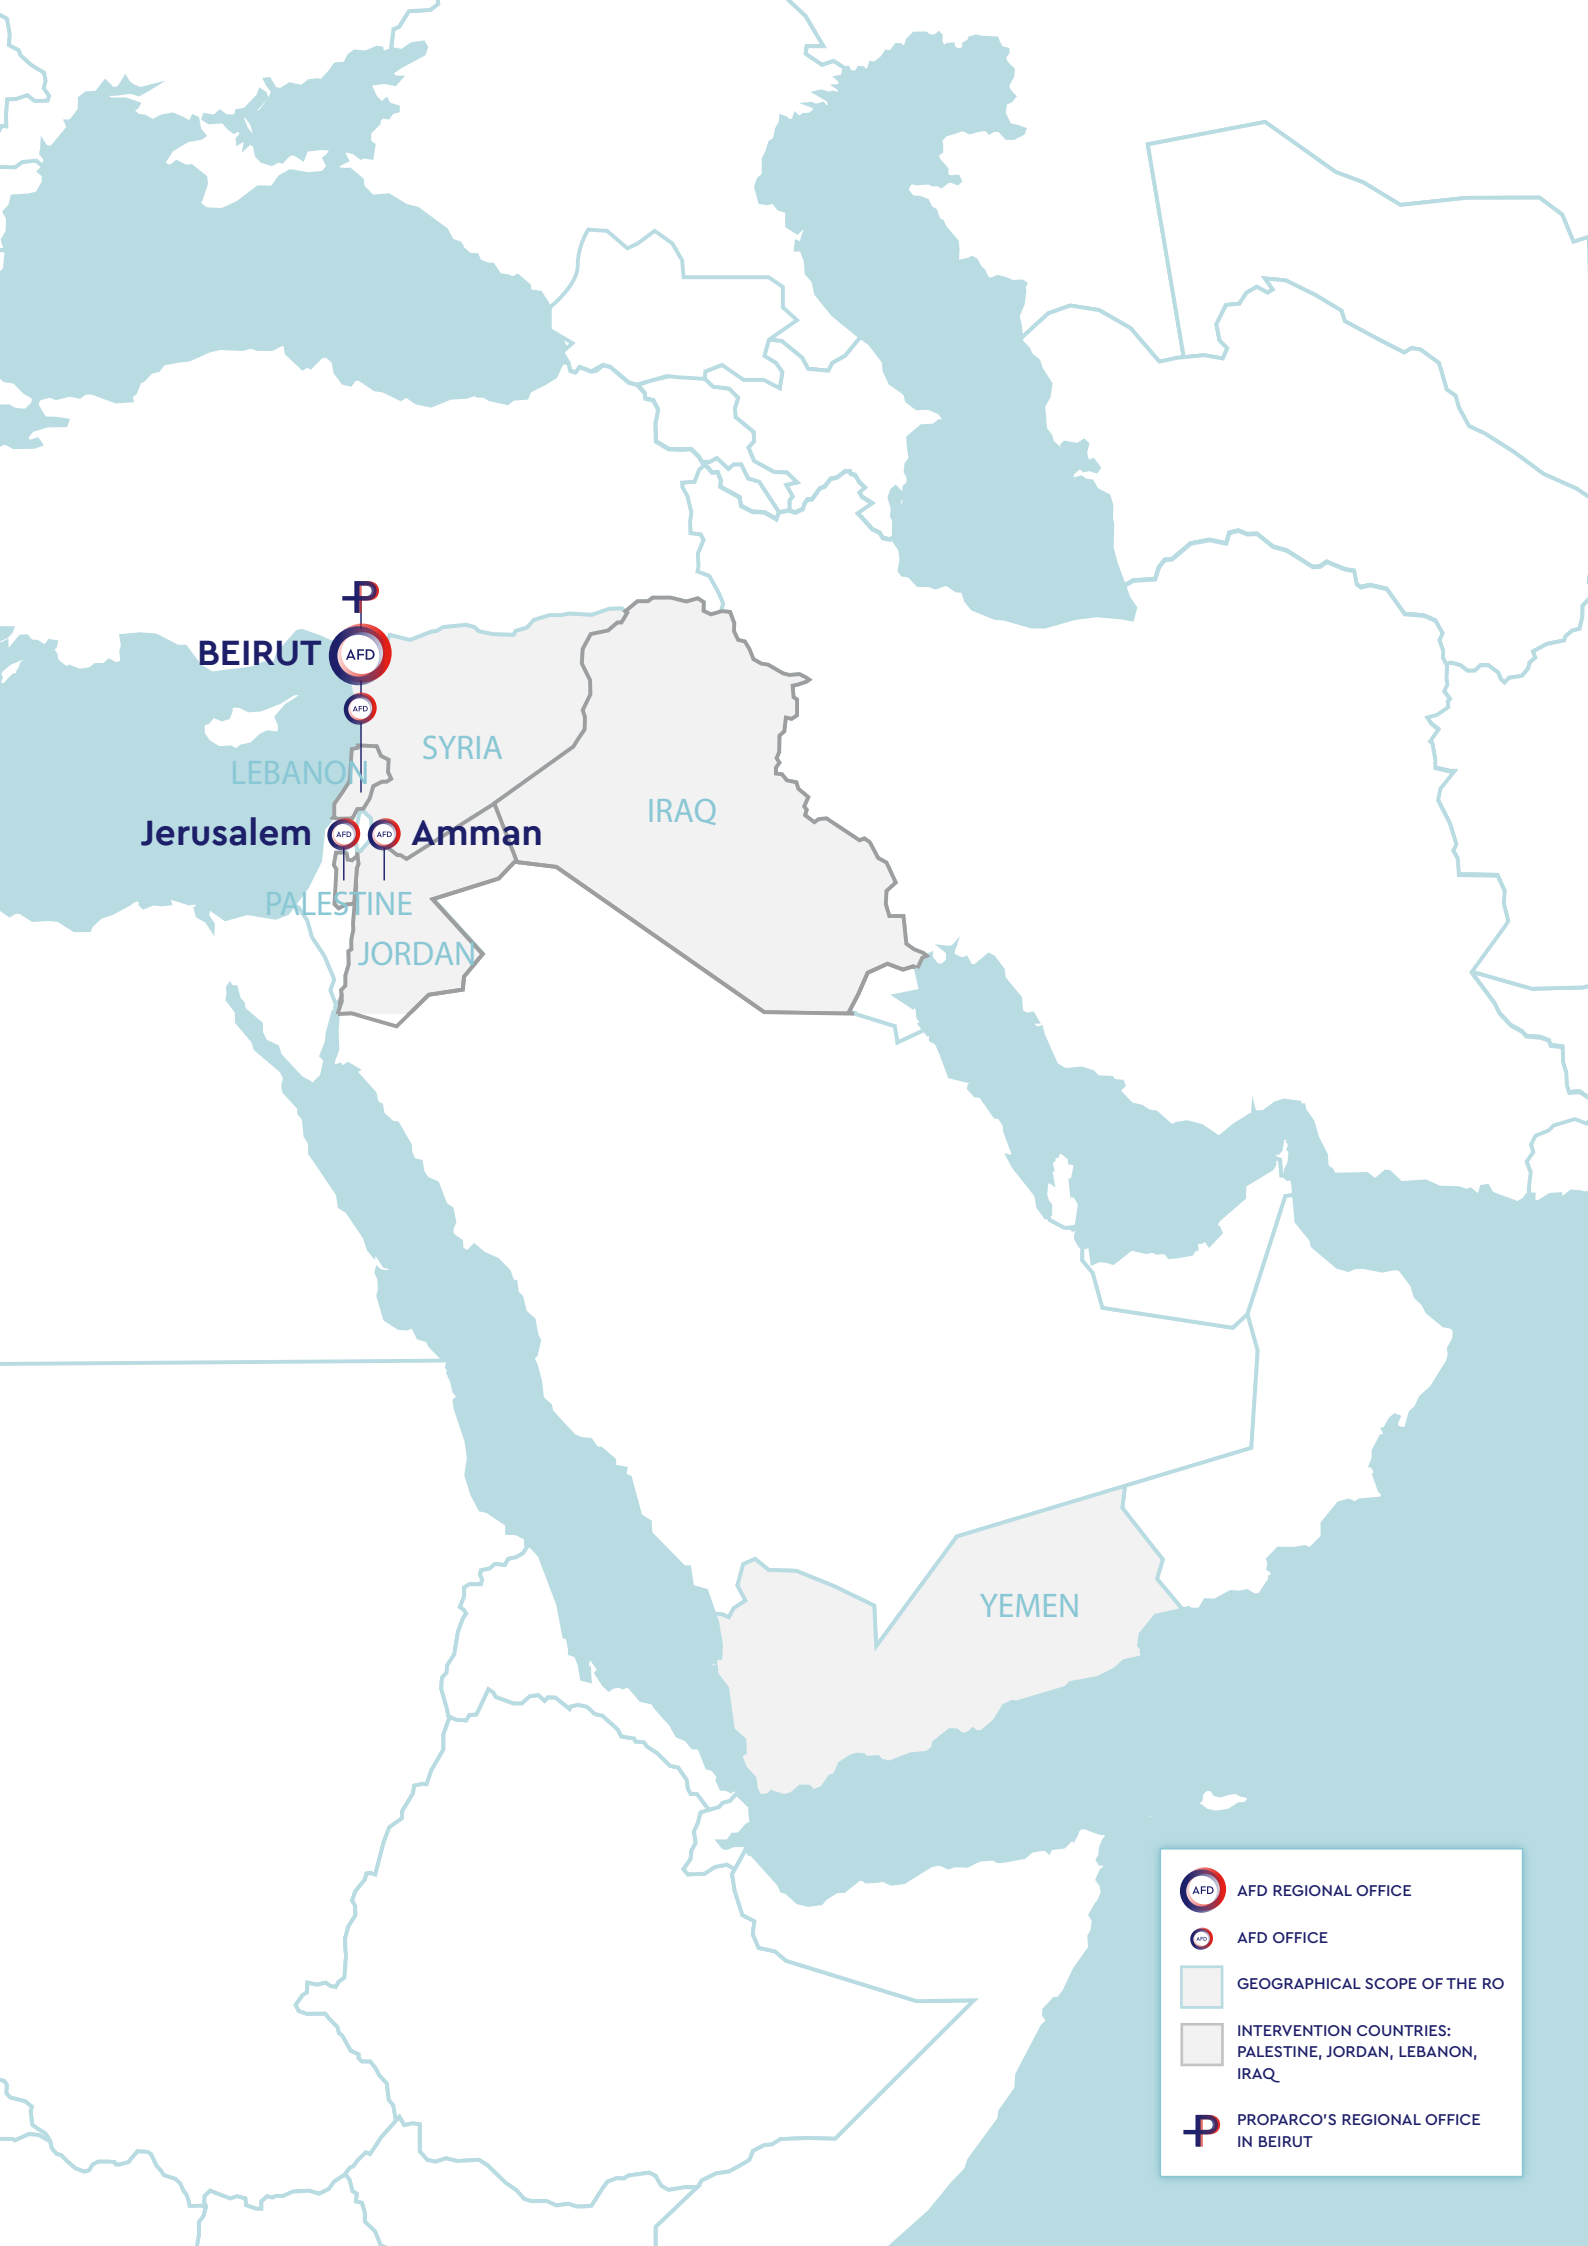 P
BEIRUT
AFD
AFD
SYRIA
LEBANON
IRAQ
Jerusalem
AFD
AFD
Amman
PALESTINE
JORDAN
YEMEN
AFD
AFD REGIONAL OFFICE
AFD
AFD OFFICE
GEOGRAPHICAL SCOPE OF THE RO
INTERVENTION COUNTRIES:
PALESTINE, JORDAN, LEBANON,
IRAQ
P
PROPARCO'S REGIONAL OFFICE
IN BEIRUT